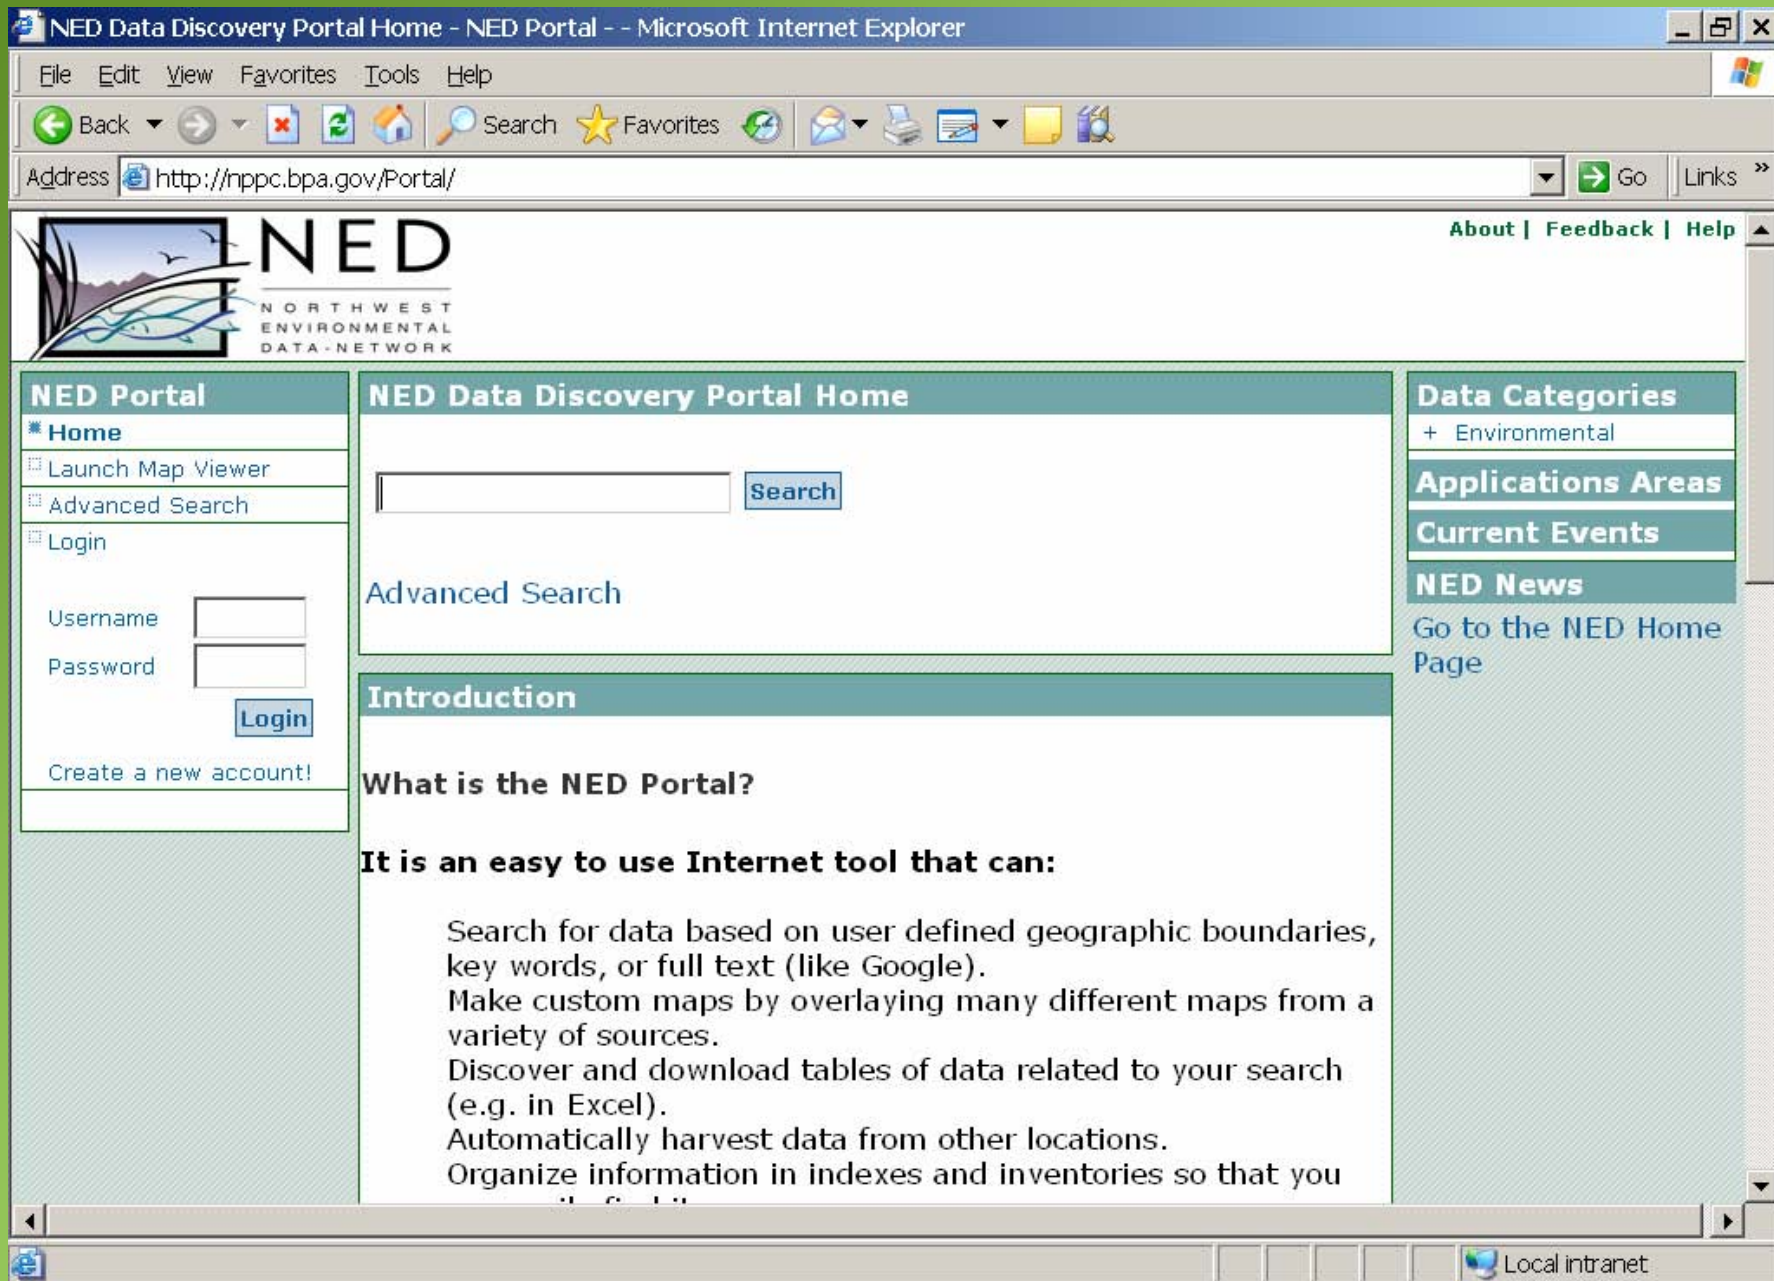 NED Data Discovery Portal Home - NED Portal - - Microsoft Internet Explorer
File Edit View Favorites Tools Help
Back Search Favorites
Address http://nppc.bpa.gov/Portal/ Go Links »
About | Feedback | Help
NED
NORTHWEST
ENVIRONMENTAL
DATA-NETWORK
NED Portal
Home
Launch Map Viewer
Advanced Search
Login
Username
Password
Login
Create a new account!
NED Data Discovery Portal Home
Search
Advanced Search
Introduction
What is the NED Portal?
It is an easy to use Internet tool that can:
Search for data based on user defined geographic boundaries,
key words, or full text (like Google).
Make custom maps by overlaying many different maps from a
variety of sources.
Discover and download tables of data related to your search
(e.g. in Excel).
Automatically harvest data from other locations.
Organize information in indexes and inventories so that you
Data Categories
+ Environmental
Applications Areas
Current Events
NED News
Go to the NED Home
Page
Local intranet